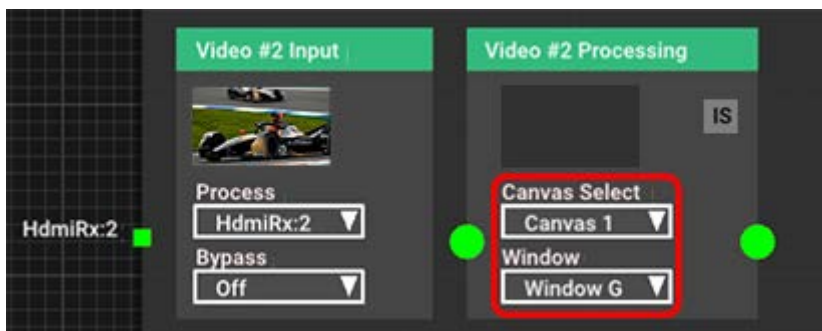 Video #2 Input
Video #2 Processing
IS
Process
HdmiRx:2
HdmiRx:2
Bypass
Off
Canvas Select
Canvas 1
Window
Window G